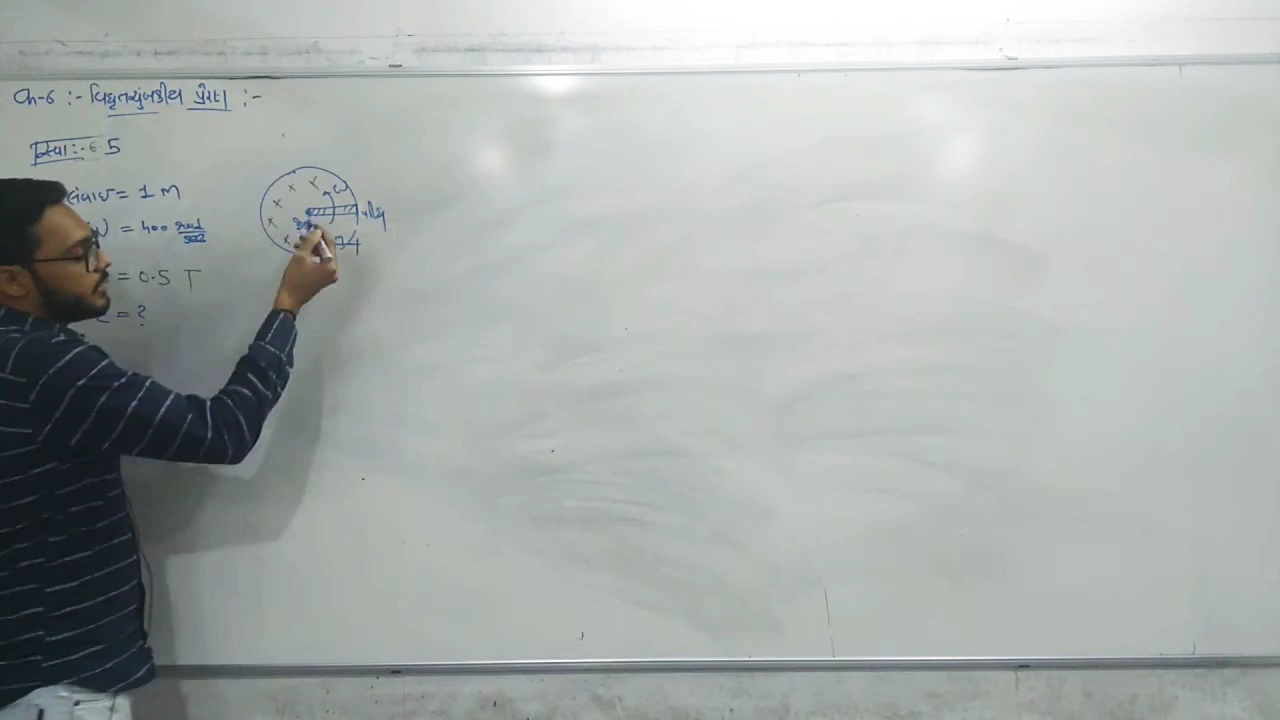 Ch-6 :- વિદ્યુતચુંબકીય પ્રેરણ :-
સ્વા:-6.5
લંબાઈ = 1 m
ω = 400 rad/sec
= 0.5 T
= ?
ω
રીંગ